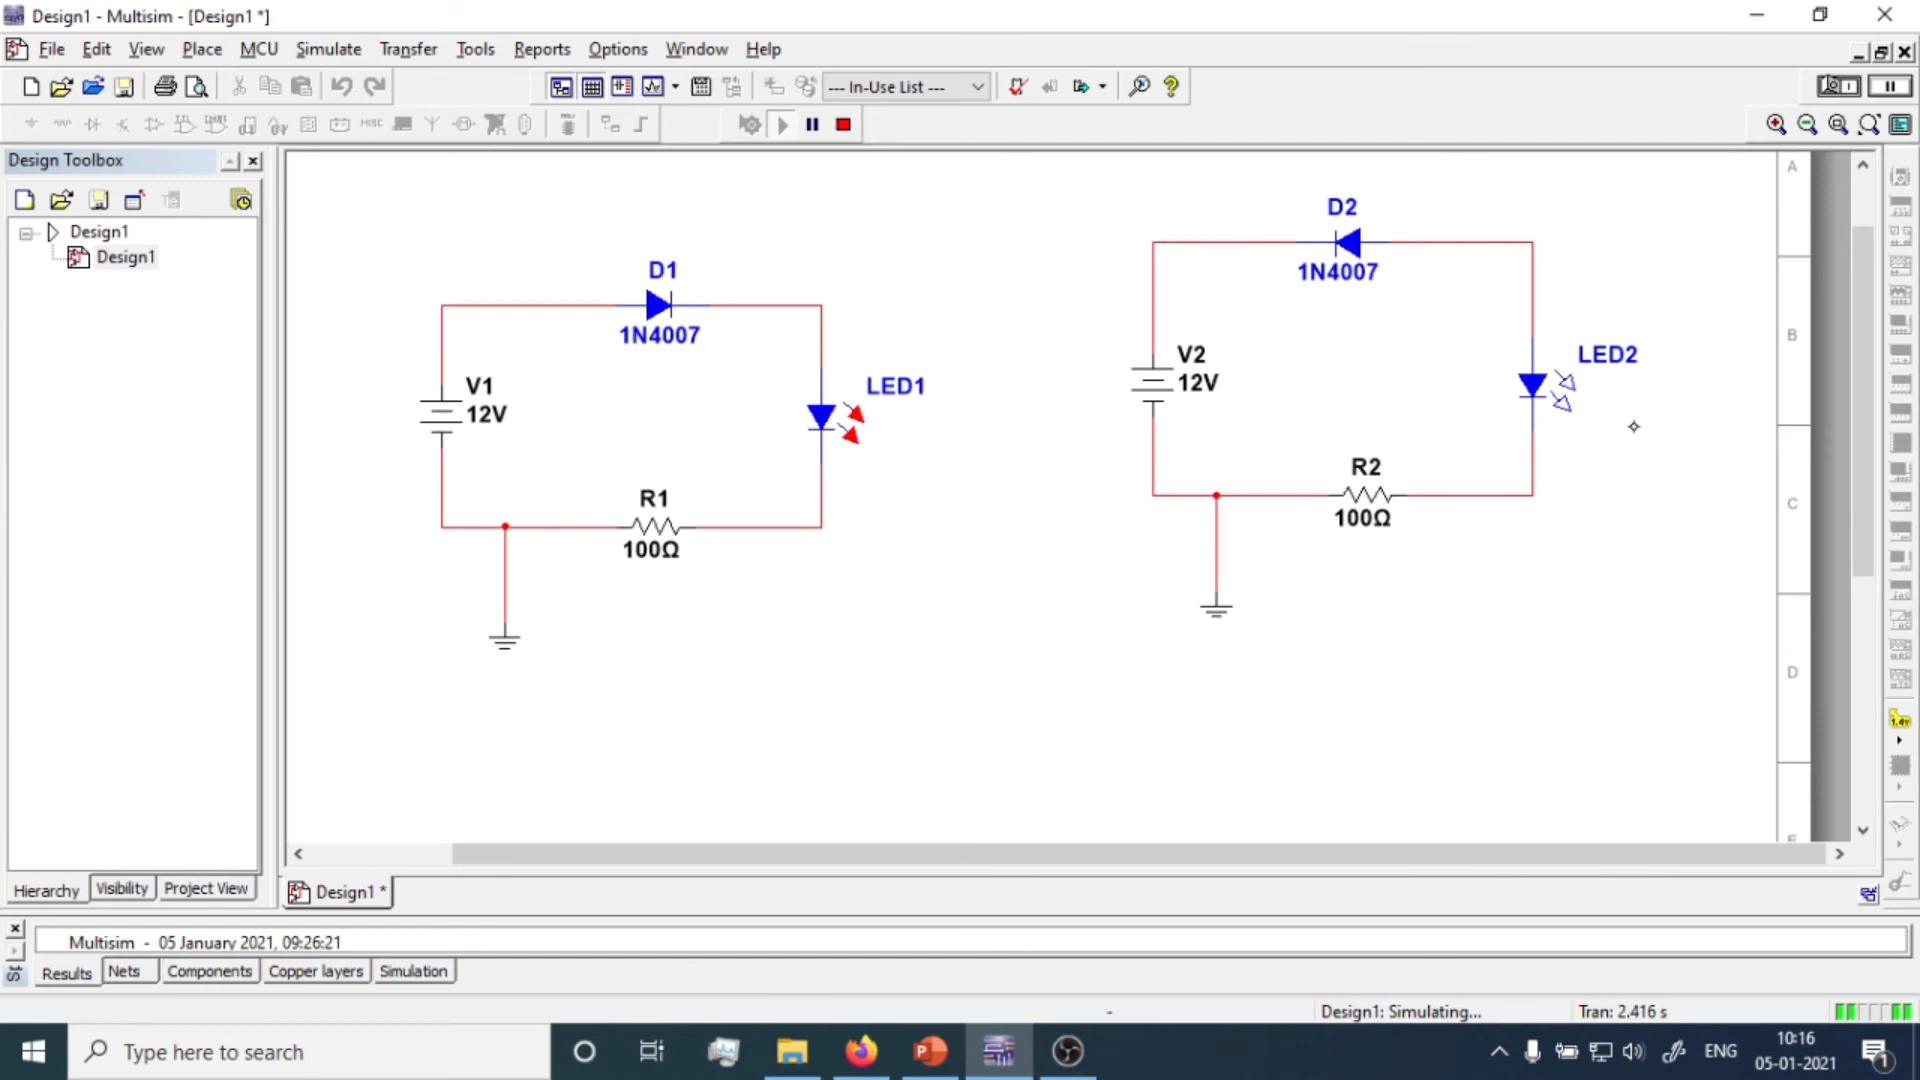 Design1 - Multisim - [Design1 *]
File Edit View Place MCU Simulate Transfer Tools Reports Options Window Help
--- In-Use List ---
Design Toolbox
Design1
Design1
D1
1N4007
V1
12V
LED1
R1
100Ω
D2
1N4007
V2
12V
LED2
R2
100Ω
A
B
C
D
Hierarchy Visibility Project View
Design1 *
Multisim - 05 January 2021, 09:26:21
Results Nets Components Copper layers Simulation
- Design1: Simulating... Tran: 2.416 s
Type here to search
ENG
10:16
05-01-2021
1